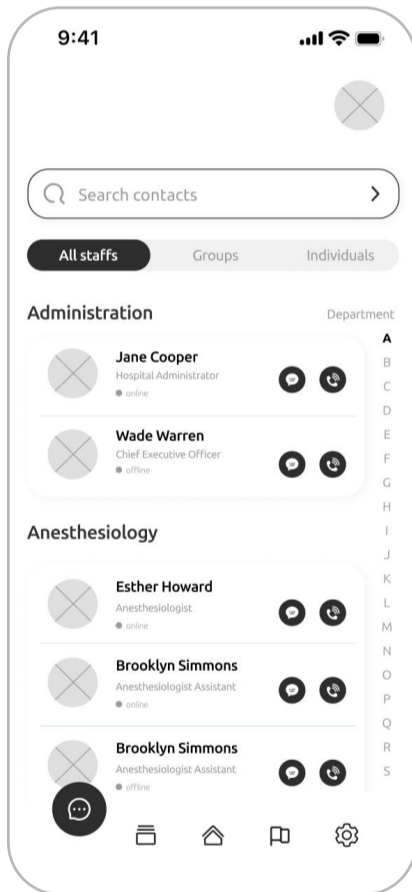 9:41
Search contacts
All staffs Groups Individuals
Administration Department
Jane Cooper
Hospital Administrator
online
Wade Warren
Chief Executive Officer
offline
Anesthesiology
Esther Howard
Anesthesiologist
online
Brooklyn Simmons
Anesthesiologist Assistant
online
Brooklyn Simmons
Anesthesiologist Assistant
offline
A
B
C
D
E
F
G
H
I
J
K
L
M
N
O
P
Q
R
S